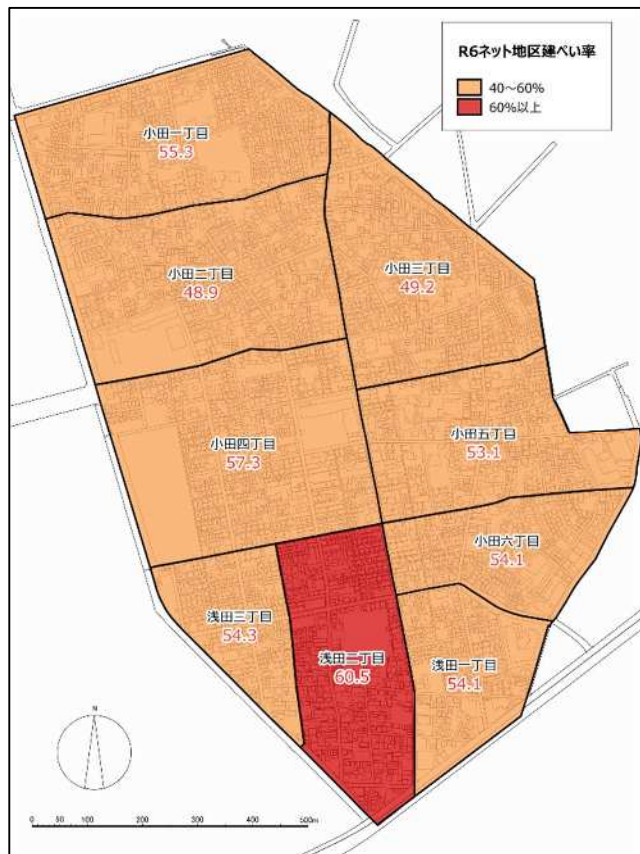 R6ネット地区建ぺい率
40～60%
60%以上
小田一丁目
55.3
小田二丁目
48.9
小田三丁目
49.2
小田四丁目
57.3
小田五丁目
53.1
小田六丁目
54.1
浅田三丁目
54.3
浅田二丁目
60.5
浅田一丁目
54.1
N
0 50 100 200 300 400 500m